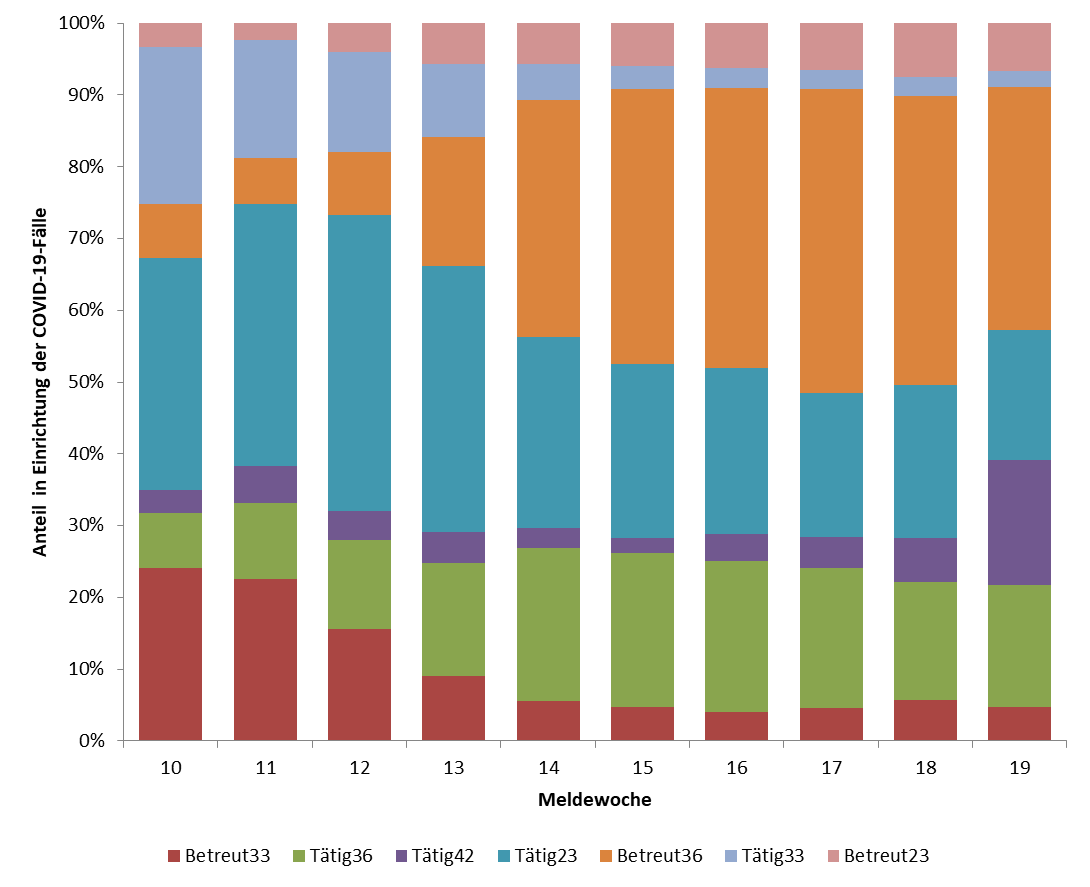 100%
90%
80%
70%
60%
50%
40%
30%
20%
10%
0%
Anteil in Einrichtung der COVID-19-Fälle
10 11 12 13 14 15 16 17 18 19
Meldewoche
Betreut33 Tätig36 Tätig42 Tätig23 Betreut36 Tätig33 Betreut23